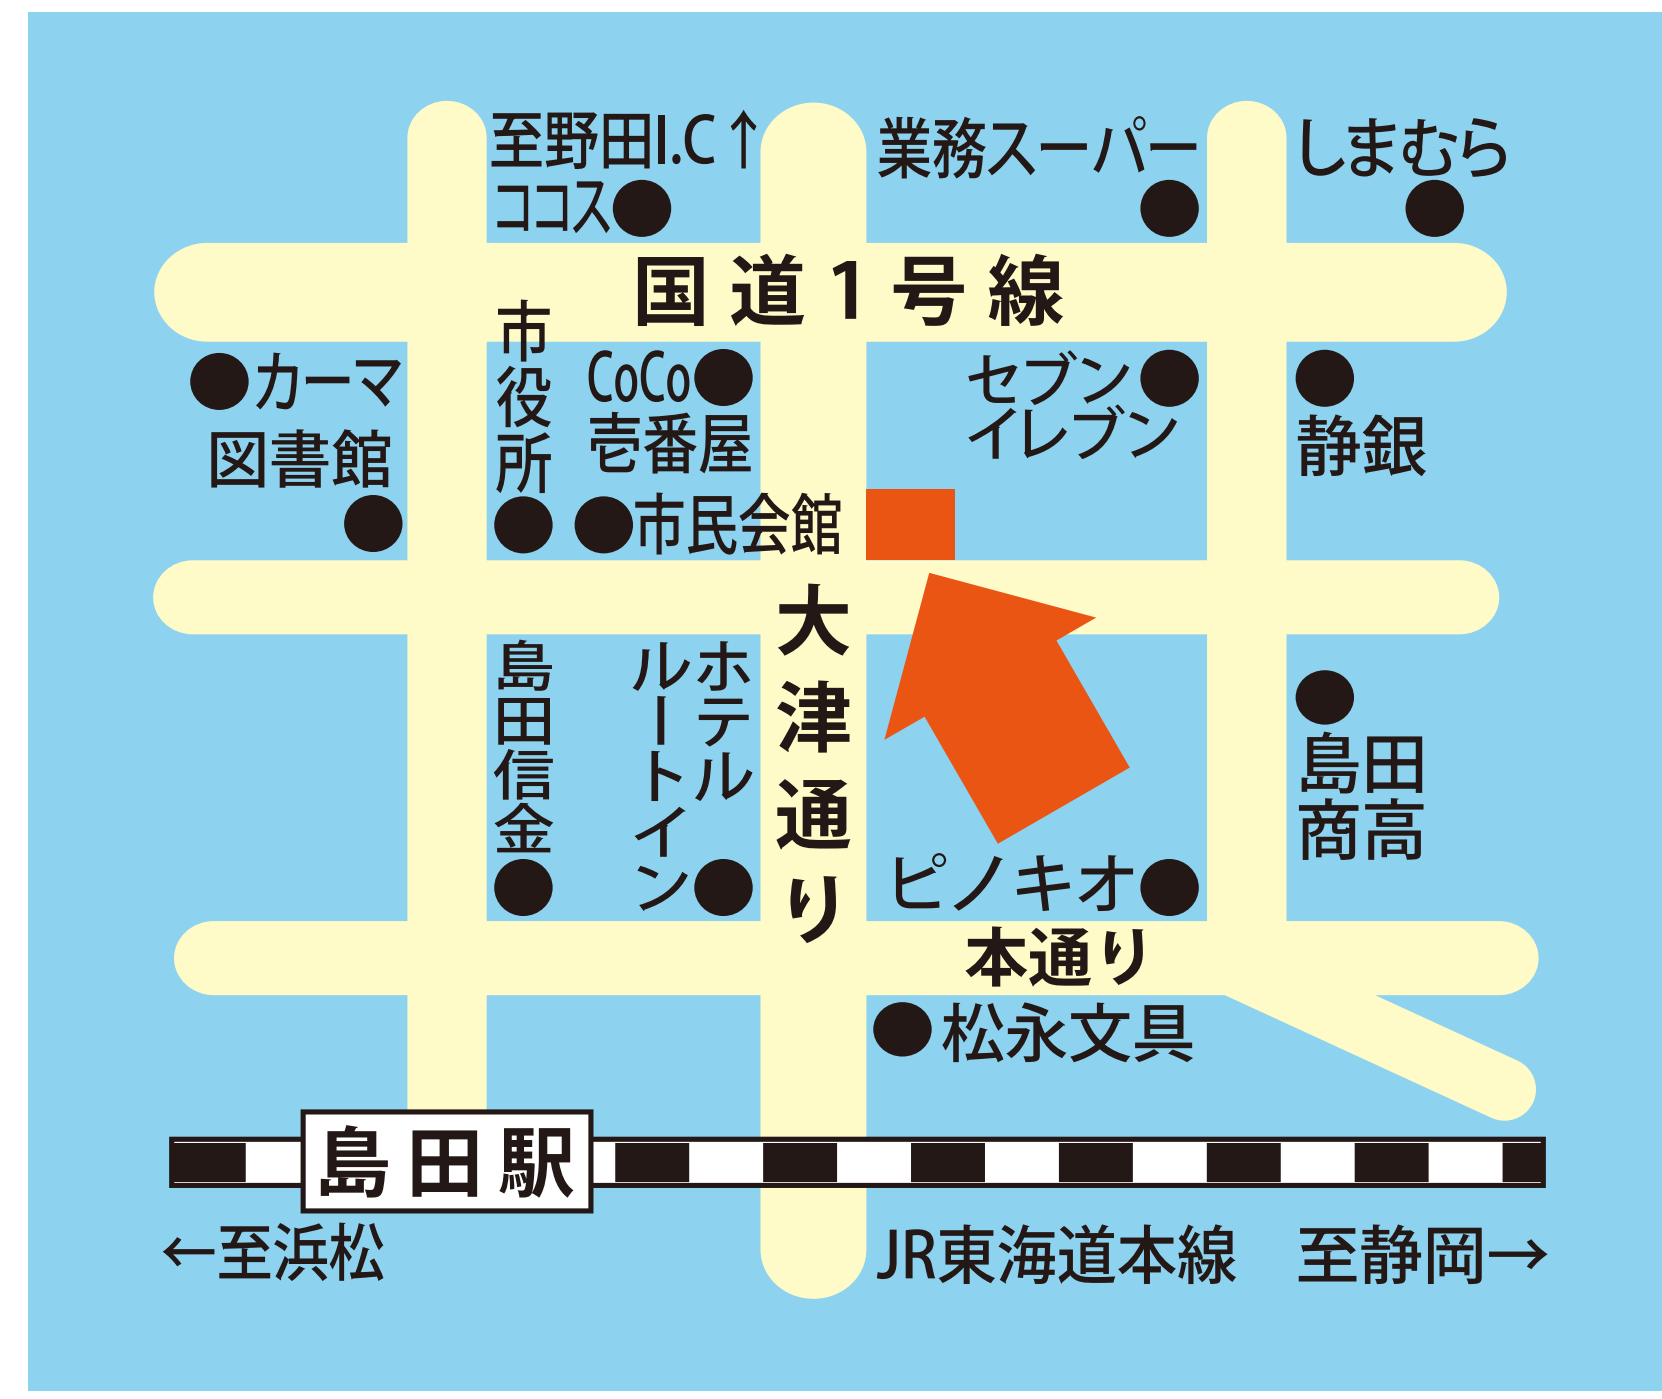 至野田I.C↑
ココス
業務スーパー
しまむら
国道1号線
カーマ
図書館
市役所
CoCo
壱番屋
市民会館
セブン
イレブン
静銀
大津通り
島田信金
ホテル
ルートイン
島田
商高
ピノキオ
本通り
松永文具
島田駅
←至浜松
JR東海道本線
至静岡→